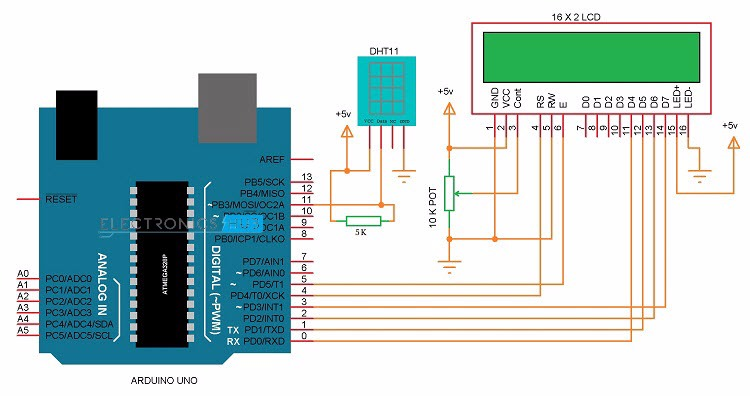 16 X 2 LCD
DHT11
+5v
+5v
+5v
GND
VCC
Cont
RS
RW
E
D0
D1
D2
D3
D4
D5
D6
D7
LED+
LED-
1
2
3
4
5
6
7
8
9
10
11
12
13
14
15
16
VCC
DATA
NC
10 K POT
5 K
AREF
PB5/SCK 13
PB4/MISO 12
~PB3/MOSI/OC2A 11
10
9
PB0/ICP1/CLKO 8
PD7/AIN1 7
~ PD6/AIN0 6
~ PD5/T1 5
PD4/T0/XCK 4
~ PD3/INT1 3
PD2/INT0 2
TX PD1/TXD 1
RX PD0/RXD 0
RESET
ELECTRONICS
ATMEGA328P
DIGITAL (~PWM)
ANALOG IN
A0 PC0/ADC0
A1 PC1/ADC1
A2 PC2/ADC2
A3 PC3/ADC3
A4 PC4/ADC4/SDA
A5 PC5/ADC5/SCL
ARDUINO UNO